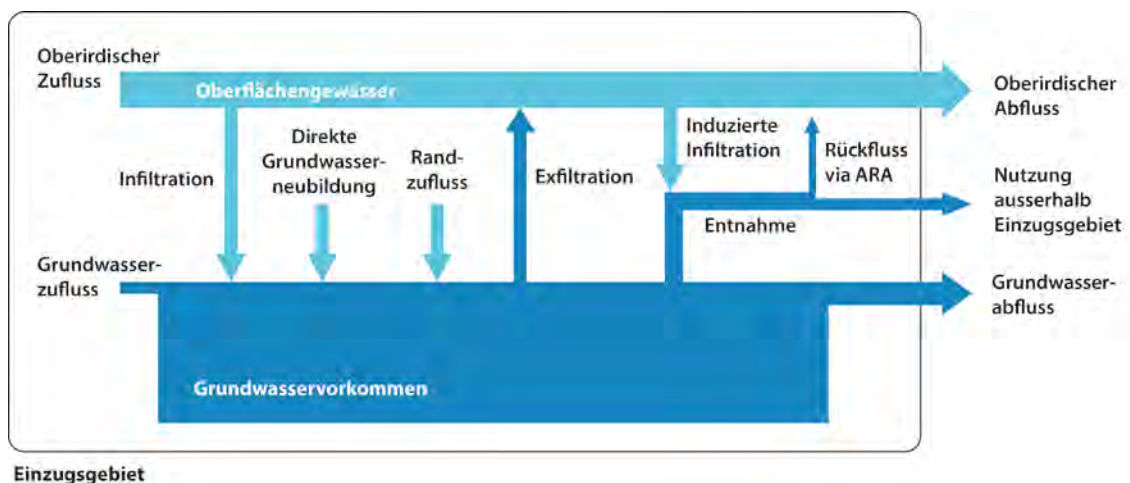 Oberirdischer
Zufluss
Oberflächengewässer
Oberirdischer
Abfluss
Infiltration
Direkte
Grundwasser-
neubildung
Rand-
zufluss
Exfiltration
Induzierte
Infiltration
Rückfluss
via ARA
Entnahme
Nutzung
ausserhalb
Einzugsgebiet
Grundwasser-
zufluss
Grundwasser-
abfluss
Grundwasservorkommen
Einzugsgebiet